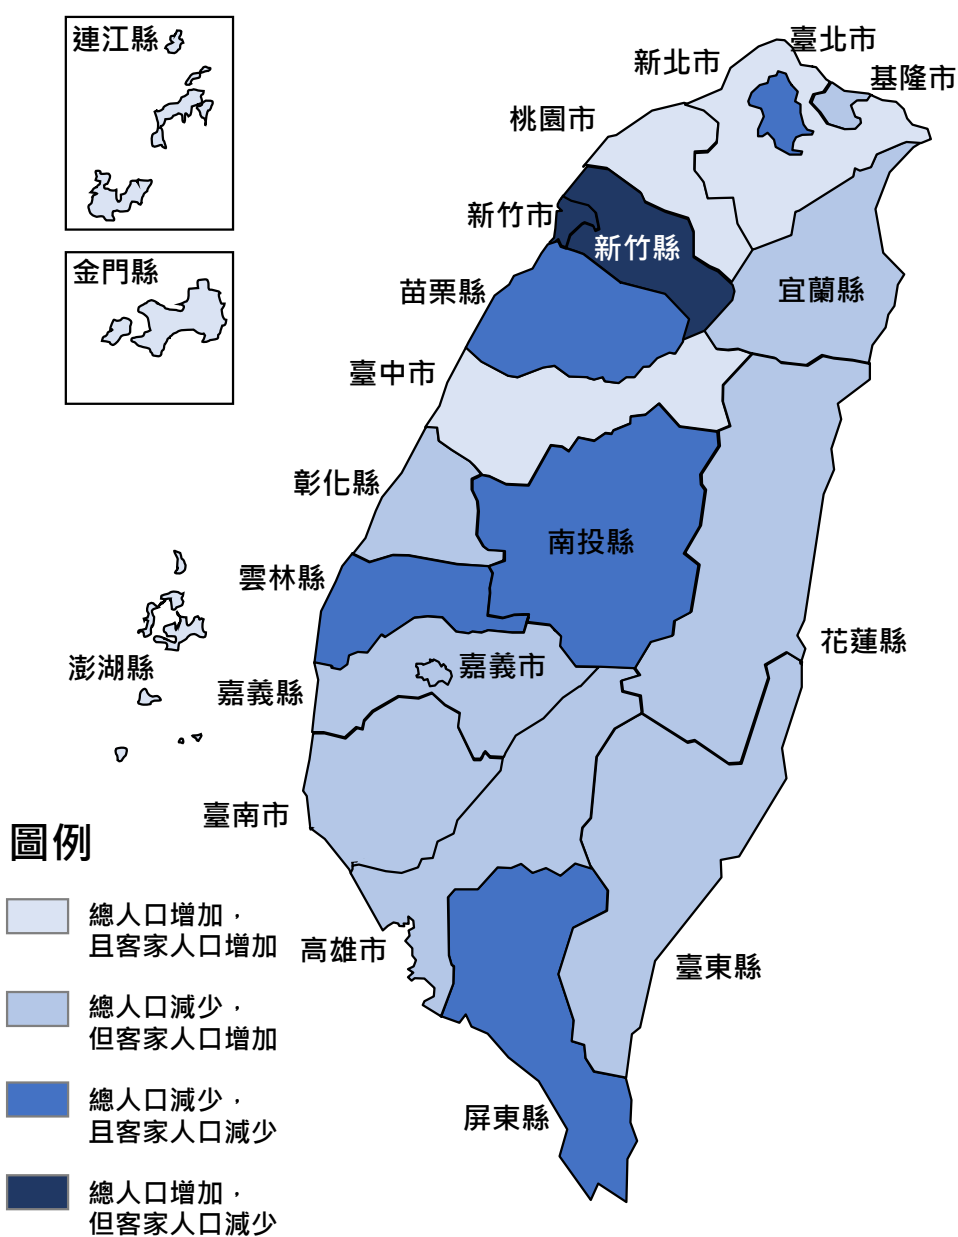 連江縣
臺北市
新北市
基隆市
桃園市
新竹市
新竹縣
金門縣
苗栗縣
宜蘭縣
臺中市
彰化縣
南投縣
雲林縣
花蓮縣
澎湖縣
嘉義市
嘉義縣
臺南市
圖例
總人口增加，
且客家人口增加
高雄市
臺東縣
總人口減少，
但客家人口增加
總人口減少，
且客家人口減少
屏東縣
總人口增加，
但客家人口減少